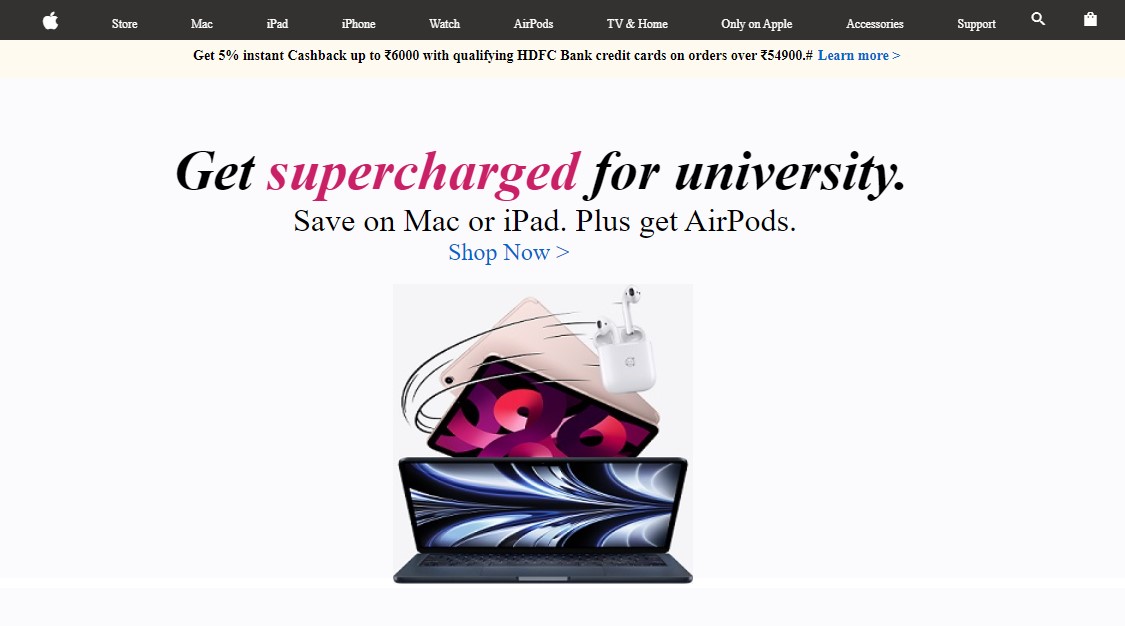 Store Mac iPad iPhone Watch AirPods TV & Home Only on Apple Accessories Support
Get 5% instant Cashback up to ₹6000 with qualifying HDFC Bank credit cards on orders over ₹54900.# Learn more >
Get supercharged for university.
Save on Mac or iPad. Plus get AirPods.
Shop Now >